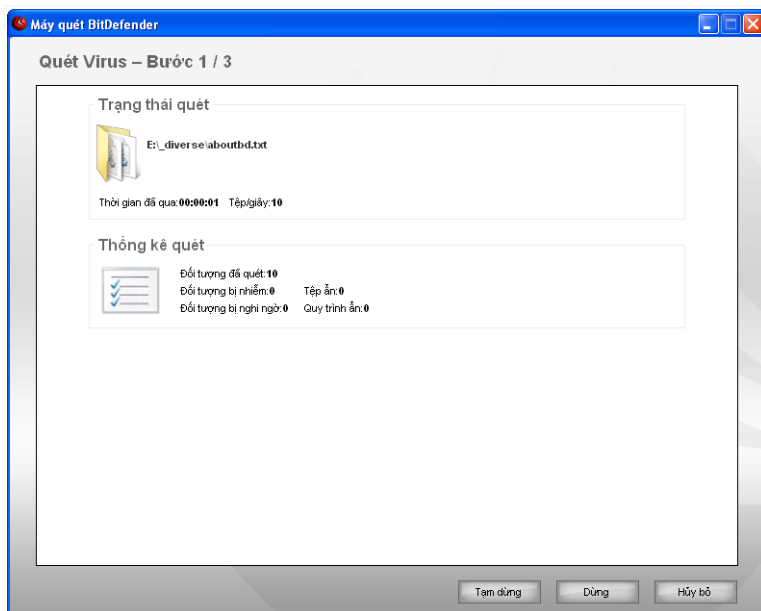 Máy quét BitDefender
Quét Virus – Bước 1 / 3
Trạng thái quét
E:\_diverse\aboutbd.txt
Thời gian đã qua:00:00:01 Tệp/giây:10
Thống kê quét
Đối tượng đã quét:10
Đối tượng bị nhiễm:0 Tệp ẩn:0
Đối tượng bị nghi ngờ:0 Quy trình ẩn:0
Tạm dừng Dừng Hủy bỏ